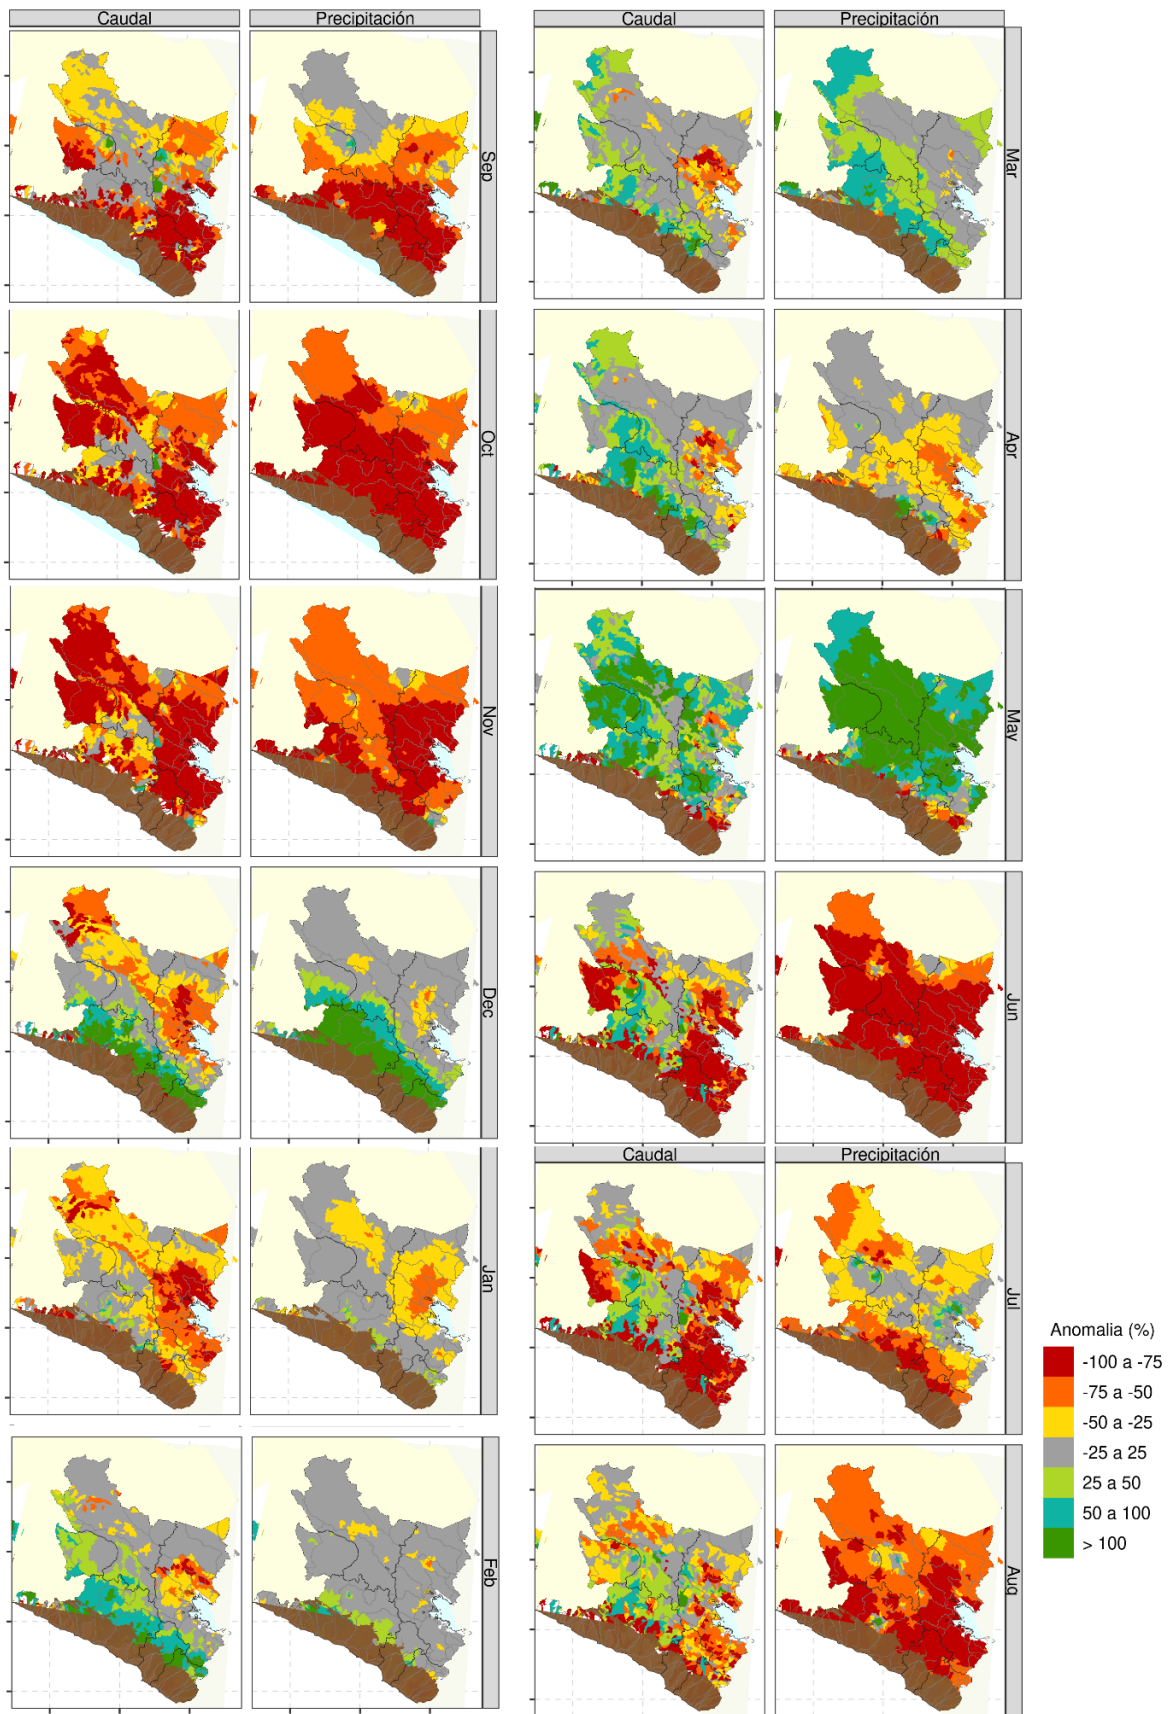 Caudal
Precipitación
Sep
Oct
Nov
Dec
Jan
Feb
Caudal
Precipitación
Mar
Apr
May
Jun
Caudal
Precipitación
Jul
Aug
Anomalia (%)
-100 a -75
-75 a -50
-50 a -25
-25 a 25
25 a 50
50 a 100
> 100